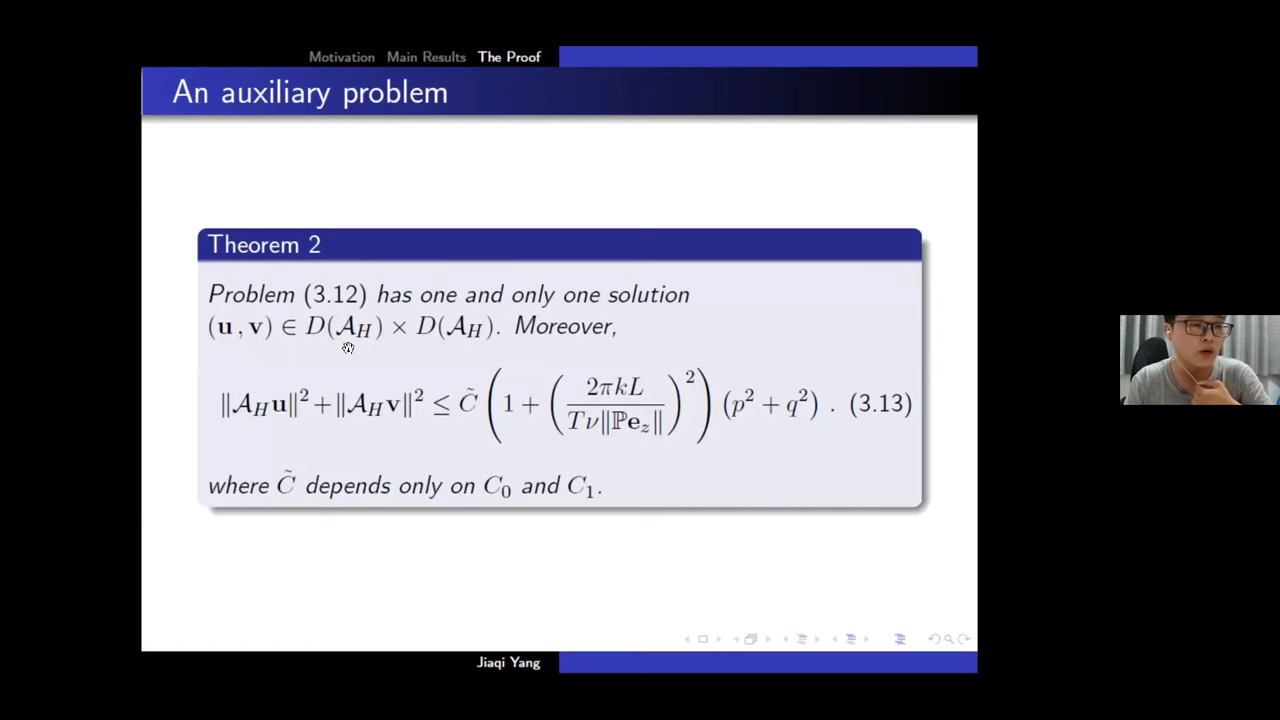 Motivation Main Results The Proof
An auxiliary problem
Theorem 2
Problem (3.12) has one and only one solution
(u , v) ∈ D(𝒜_H) × D(𝒜_H). Moreover,
‖𝒜_H u‖² + ‖𝒜_H v‖² ≤ C̃ (1 + (2πkL / Tν‖ℙe_z‖)²) (p² + q²) . (3.13)
where C̃ depends only on C₀ and C₁.
Jiaqi Yang